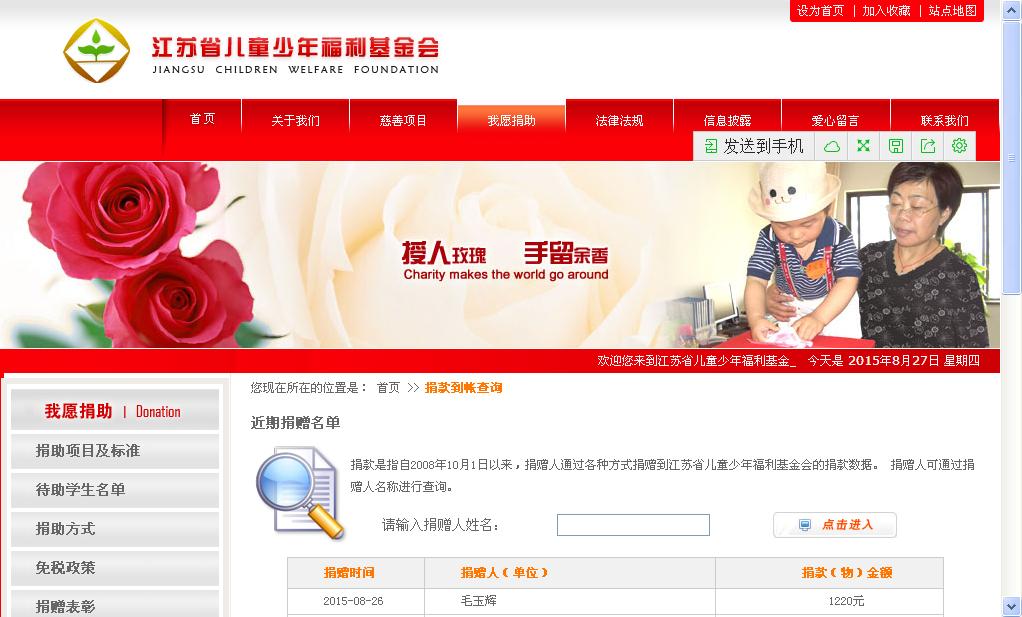 设为首页 | 加入收藏 | 站点地图
江苏省儿童少年福利基金会
JIANGSU CHILDREN WELFARE FOUNDATION
首页 关于我们 慈善项目 我愿捐助 法律法规 信息披露 爱心留言 联系我们
发送到手机
授人玫瑰 手留余香
Charity makes the world go around
欢迎您来到江苏省儿童少年福利基金_ 今天是 2015年8月27日 星期四
我愿捐助 | Donation
您现在所在的位置是： 首页 >> 捐款到帐查询
近期捐赠名单
捐助项目及标准
待助学生名单
捐助方式
免税政策
捐赠表彰
捐款是指自2008年10月1日以来，捐赠人通过各种方式捐赠到江苏省儿童少年福利基金会的捐款数据。 捐赠人可通过捐
赠人名称进行查询。
请输入捐赠人姓名： 点击进入
捐赠时间 捐赠人（单位） 捐款（物）金额
2015-08-26 毛玉辉 1220元